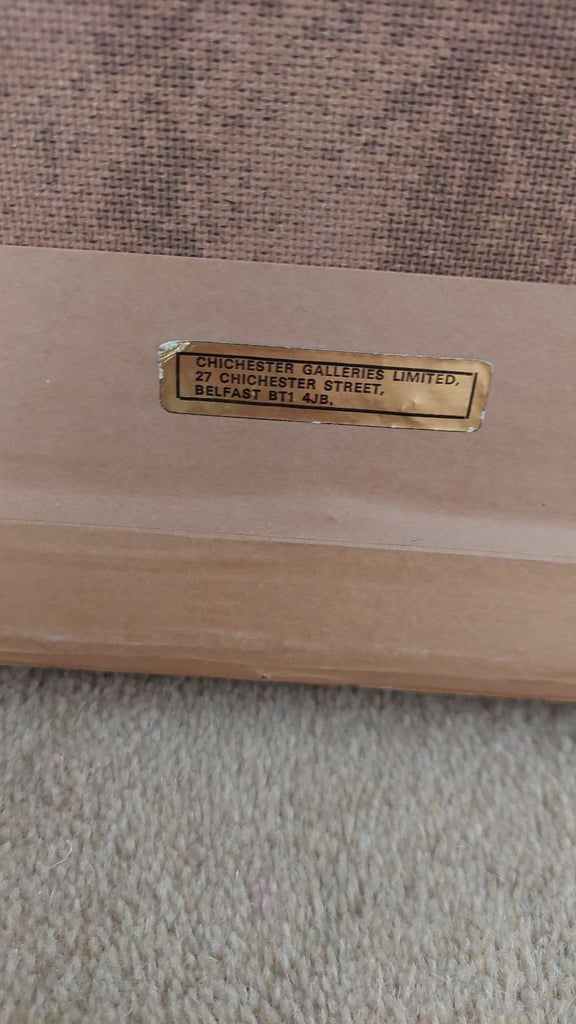 CHICHESTER GALLERIES LIMITED,
27 CHICHESTER STREET,
BELFAST BT1 4JB.